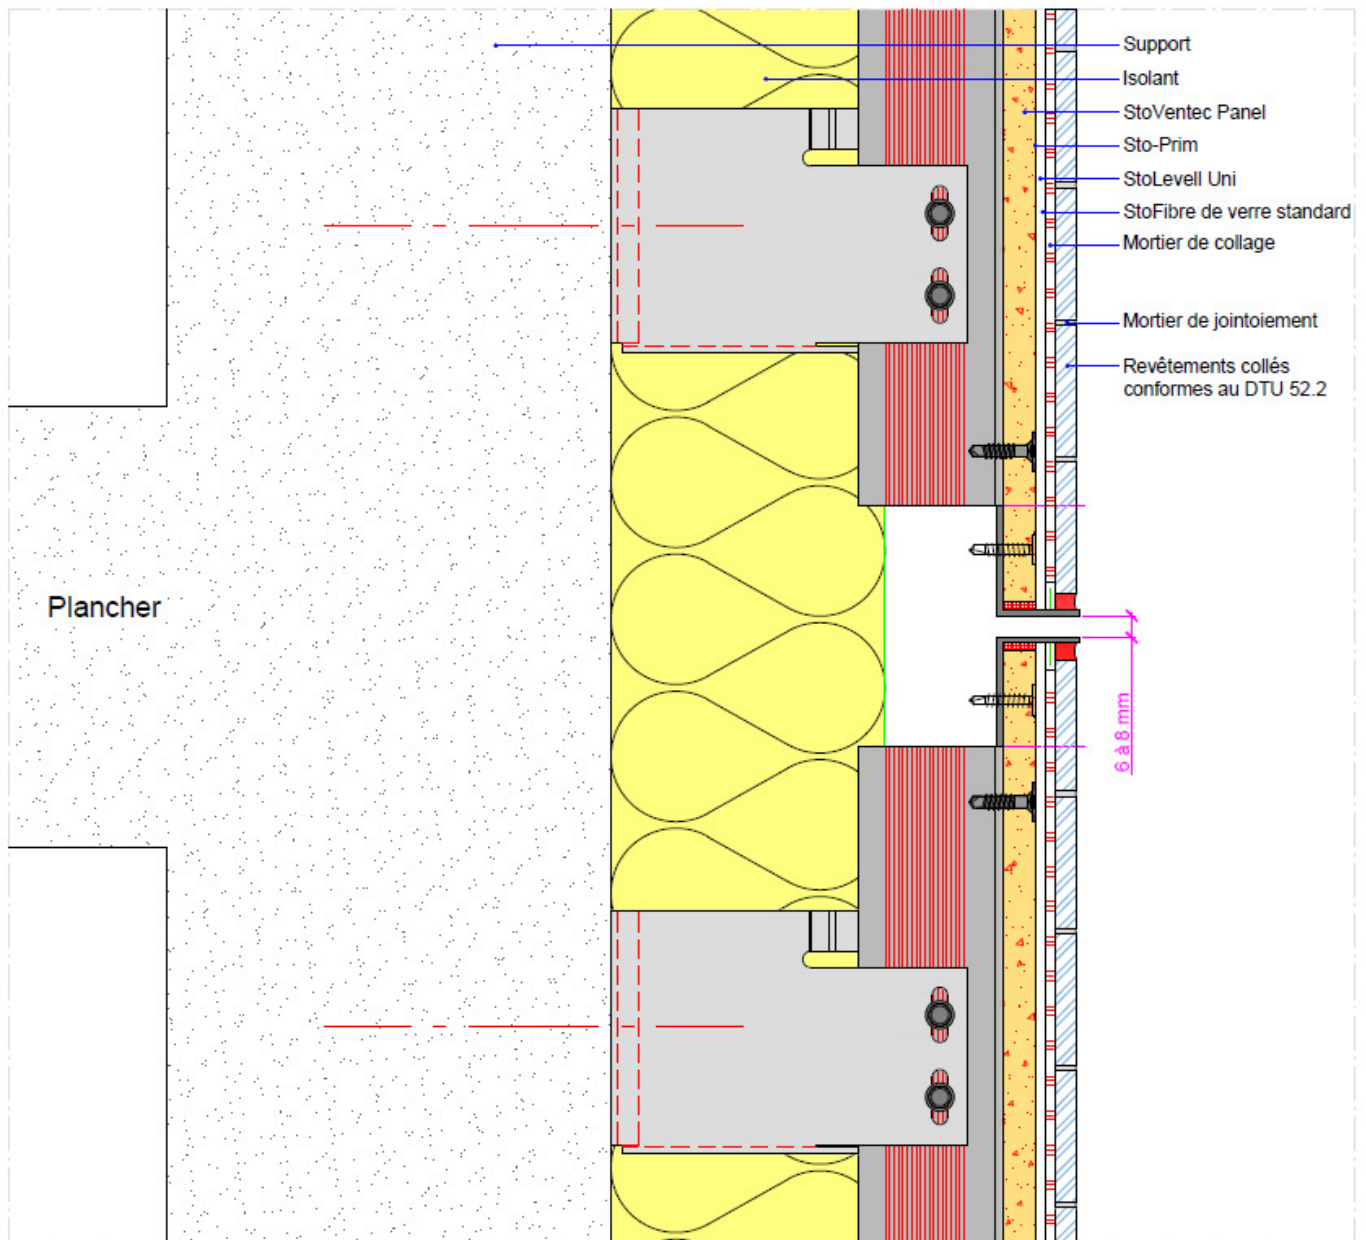 Support
Isolant
StoVentec Panel
Sto-Prim
StoLevell Uni
StoFibre de verre standard
Mortier de collage
Mortier de jointoiement
Revêtements collés
conformes au DTU 52.2
Plancher
6 à 8 mm